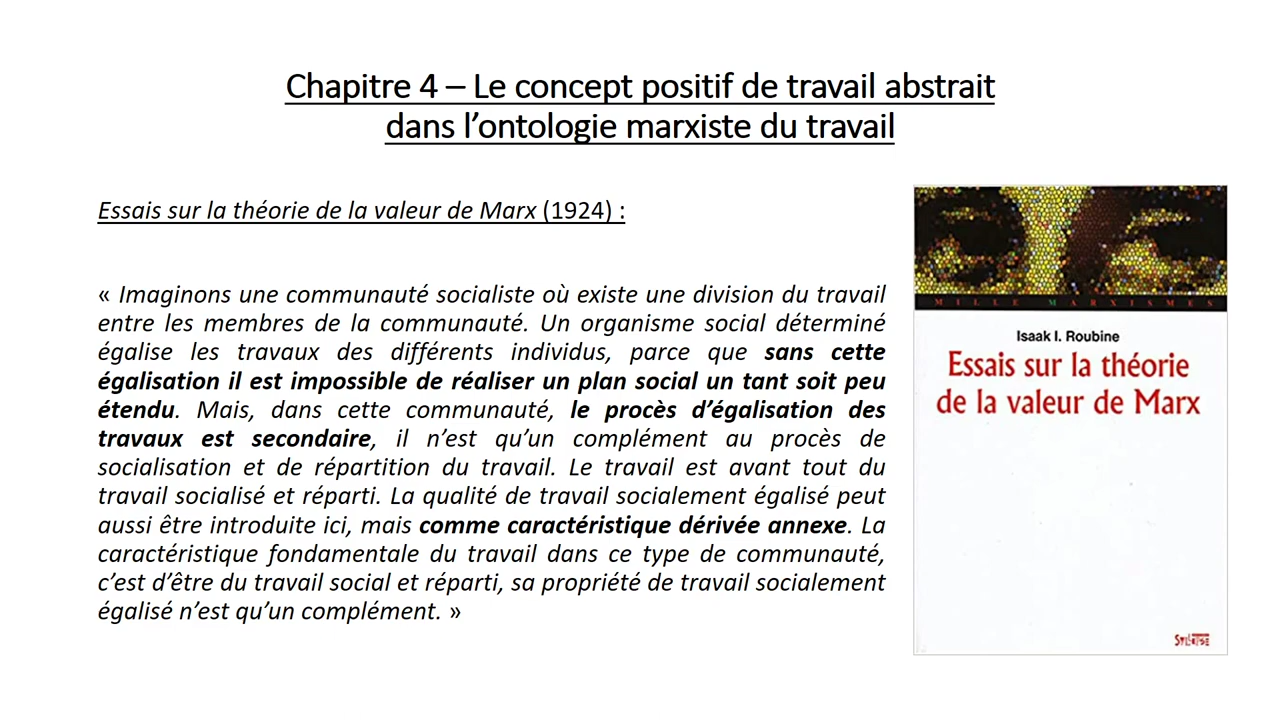 Chapitre 4 – Le concept positif de travail abstrait
dans l’ontologie marxiste du travail
Essais sur la théorie de la valeur de Marx (1924) :
« Imaginons une communauté socialiste où existe une division du travail
entre les membres de la communauté. Un organisme social déterminé
égalise les travaux des différents individus, parce que sans cette
égalisation il est impossible de réaliser un plan social un tant soit peu
étendu. Mais, dans cette communauté, le procès d’égalisation des
travaux est secondaire, il n’est qu’un complément au procès de
socialisation et de répartition du travail. Le travail est avant tout du
travail socialisé et réparti. La qualité de travail socialement égalisé peut
aussi être introduite ici, mais comme caractéristique dérivée annexe. La
caractéristique fondamentale du travail dans ce type de communauté,
c’est d’être du travail social et réparti, sa propriété de travail socialement
égalisé n’est qu’un complément. »
MILLE MARXISMES
Isaak I. Roubine
Essais sur la théorie
de la valeur de Marx
SYLLEPSE